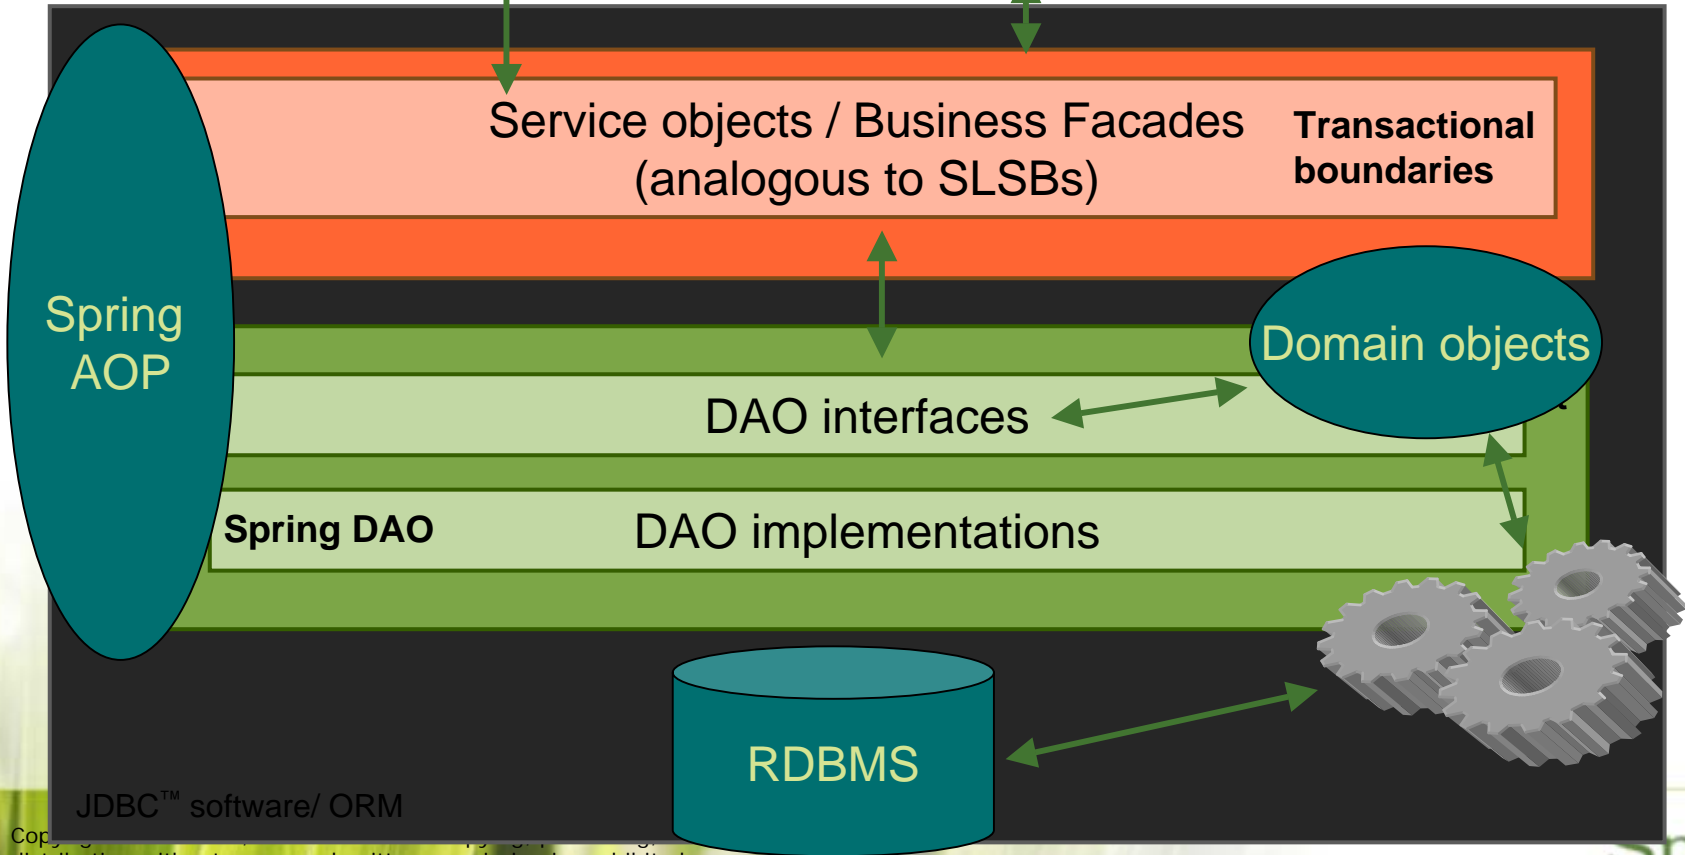 Service objects / Business Facades
(analogous to SLSBs)
Transactional
boundaries
Spring
AOP
Domain objects
DAO interfaces
Spring DAO
DAO implementations
RDBMS
JDBC™ software/ ORM